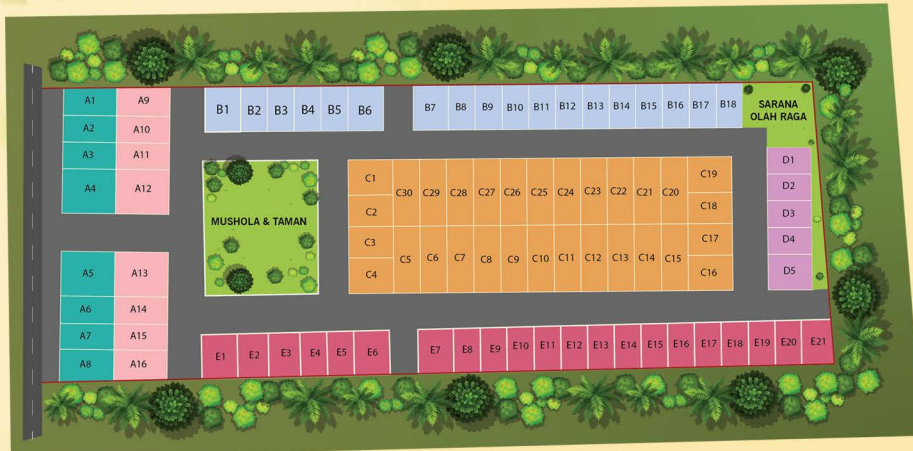 A1
A9
A2
A10
A3
A11
A4
A12
A5
A13
A6
A14
A7
A15
A8
A16
B1 B2 B3 B4 B5 B6
B7 B8 B9 B10 B11 B12 B13 B14 B15 B16 B17 B18
SARANA
OLAH RAGA
MUSHOLA & TAMAN
C1
C2
C30 C29 C28 C27 C26 C25 C24 C23 C22 C21 C20
C19
C18
C3
C4
C5 C6 C7 C8 C9 C10 C11 C12 C13 C14 C15
C17
C16
D1
D2
D3
D4
D5
E1 E2 E3 E4 E5 E6
E7 E8 E9 E10 E11 E12 E13 E14 E15 E16 E17 E18 E19 E20 E21